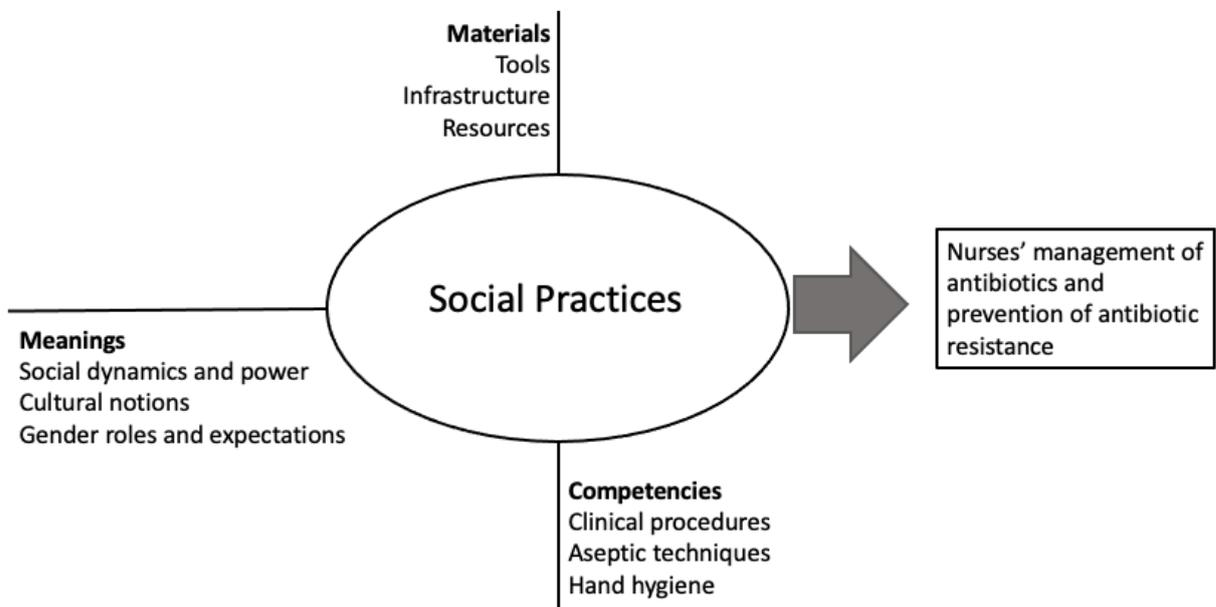 Materials
Tools
Infrastructure
Resources
Social Practices
Nurses’ management of
antibiotics and
prevention of antibiotic
resistance
Meanings
Social dynamics and power
Cultural notions
Gender roles and expectations
Competencies
Clinical procedures
Aseptic techniques
Hand hygiene